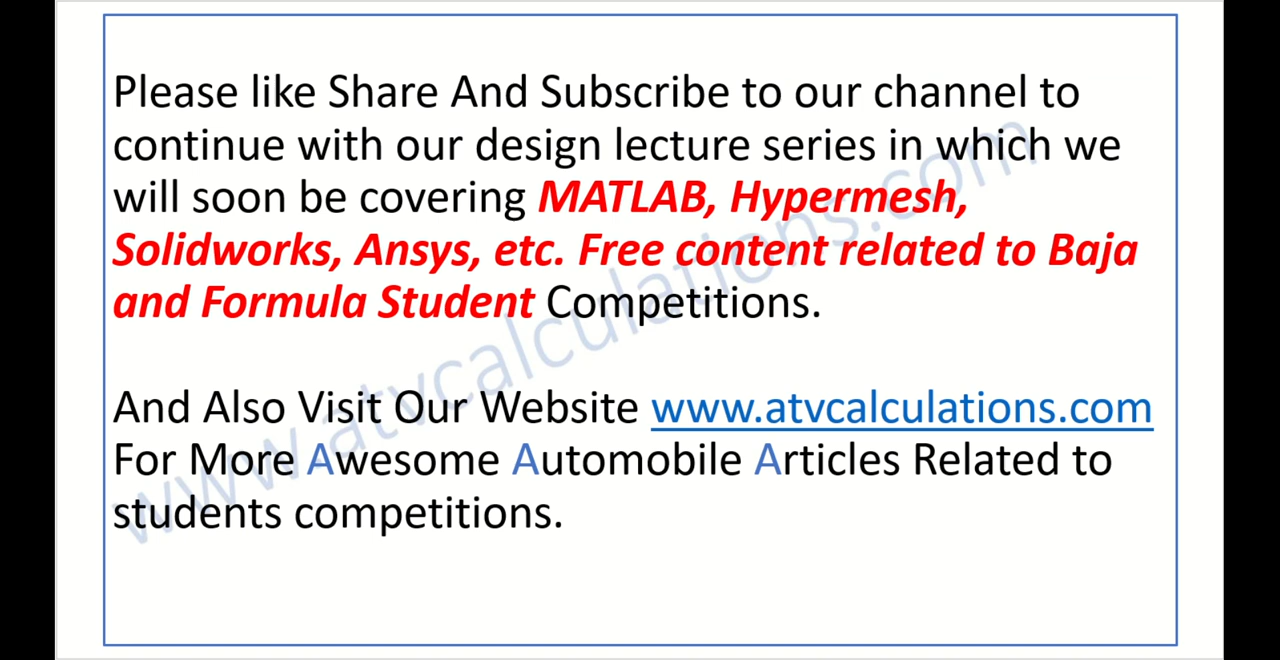 Please like Share And Subscribe to our channel to
continue with our design lecture series in which we
will soon be covering MATLAB, Hypermesh,
Solidworks, Ansys, etc. Free content related to Baja
and Formula Student Competitions.
And Also Visit Our Website www.atvcalculations.com
For More Awesome Automobile Articles Related to
students competitions.
www.atvcalculations.com